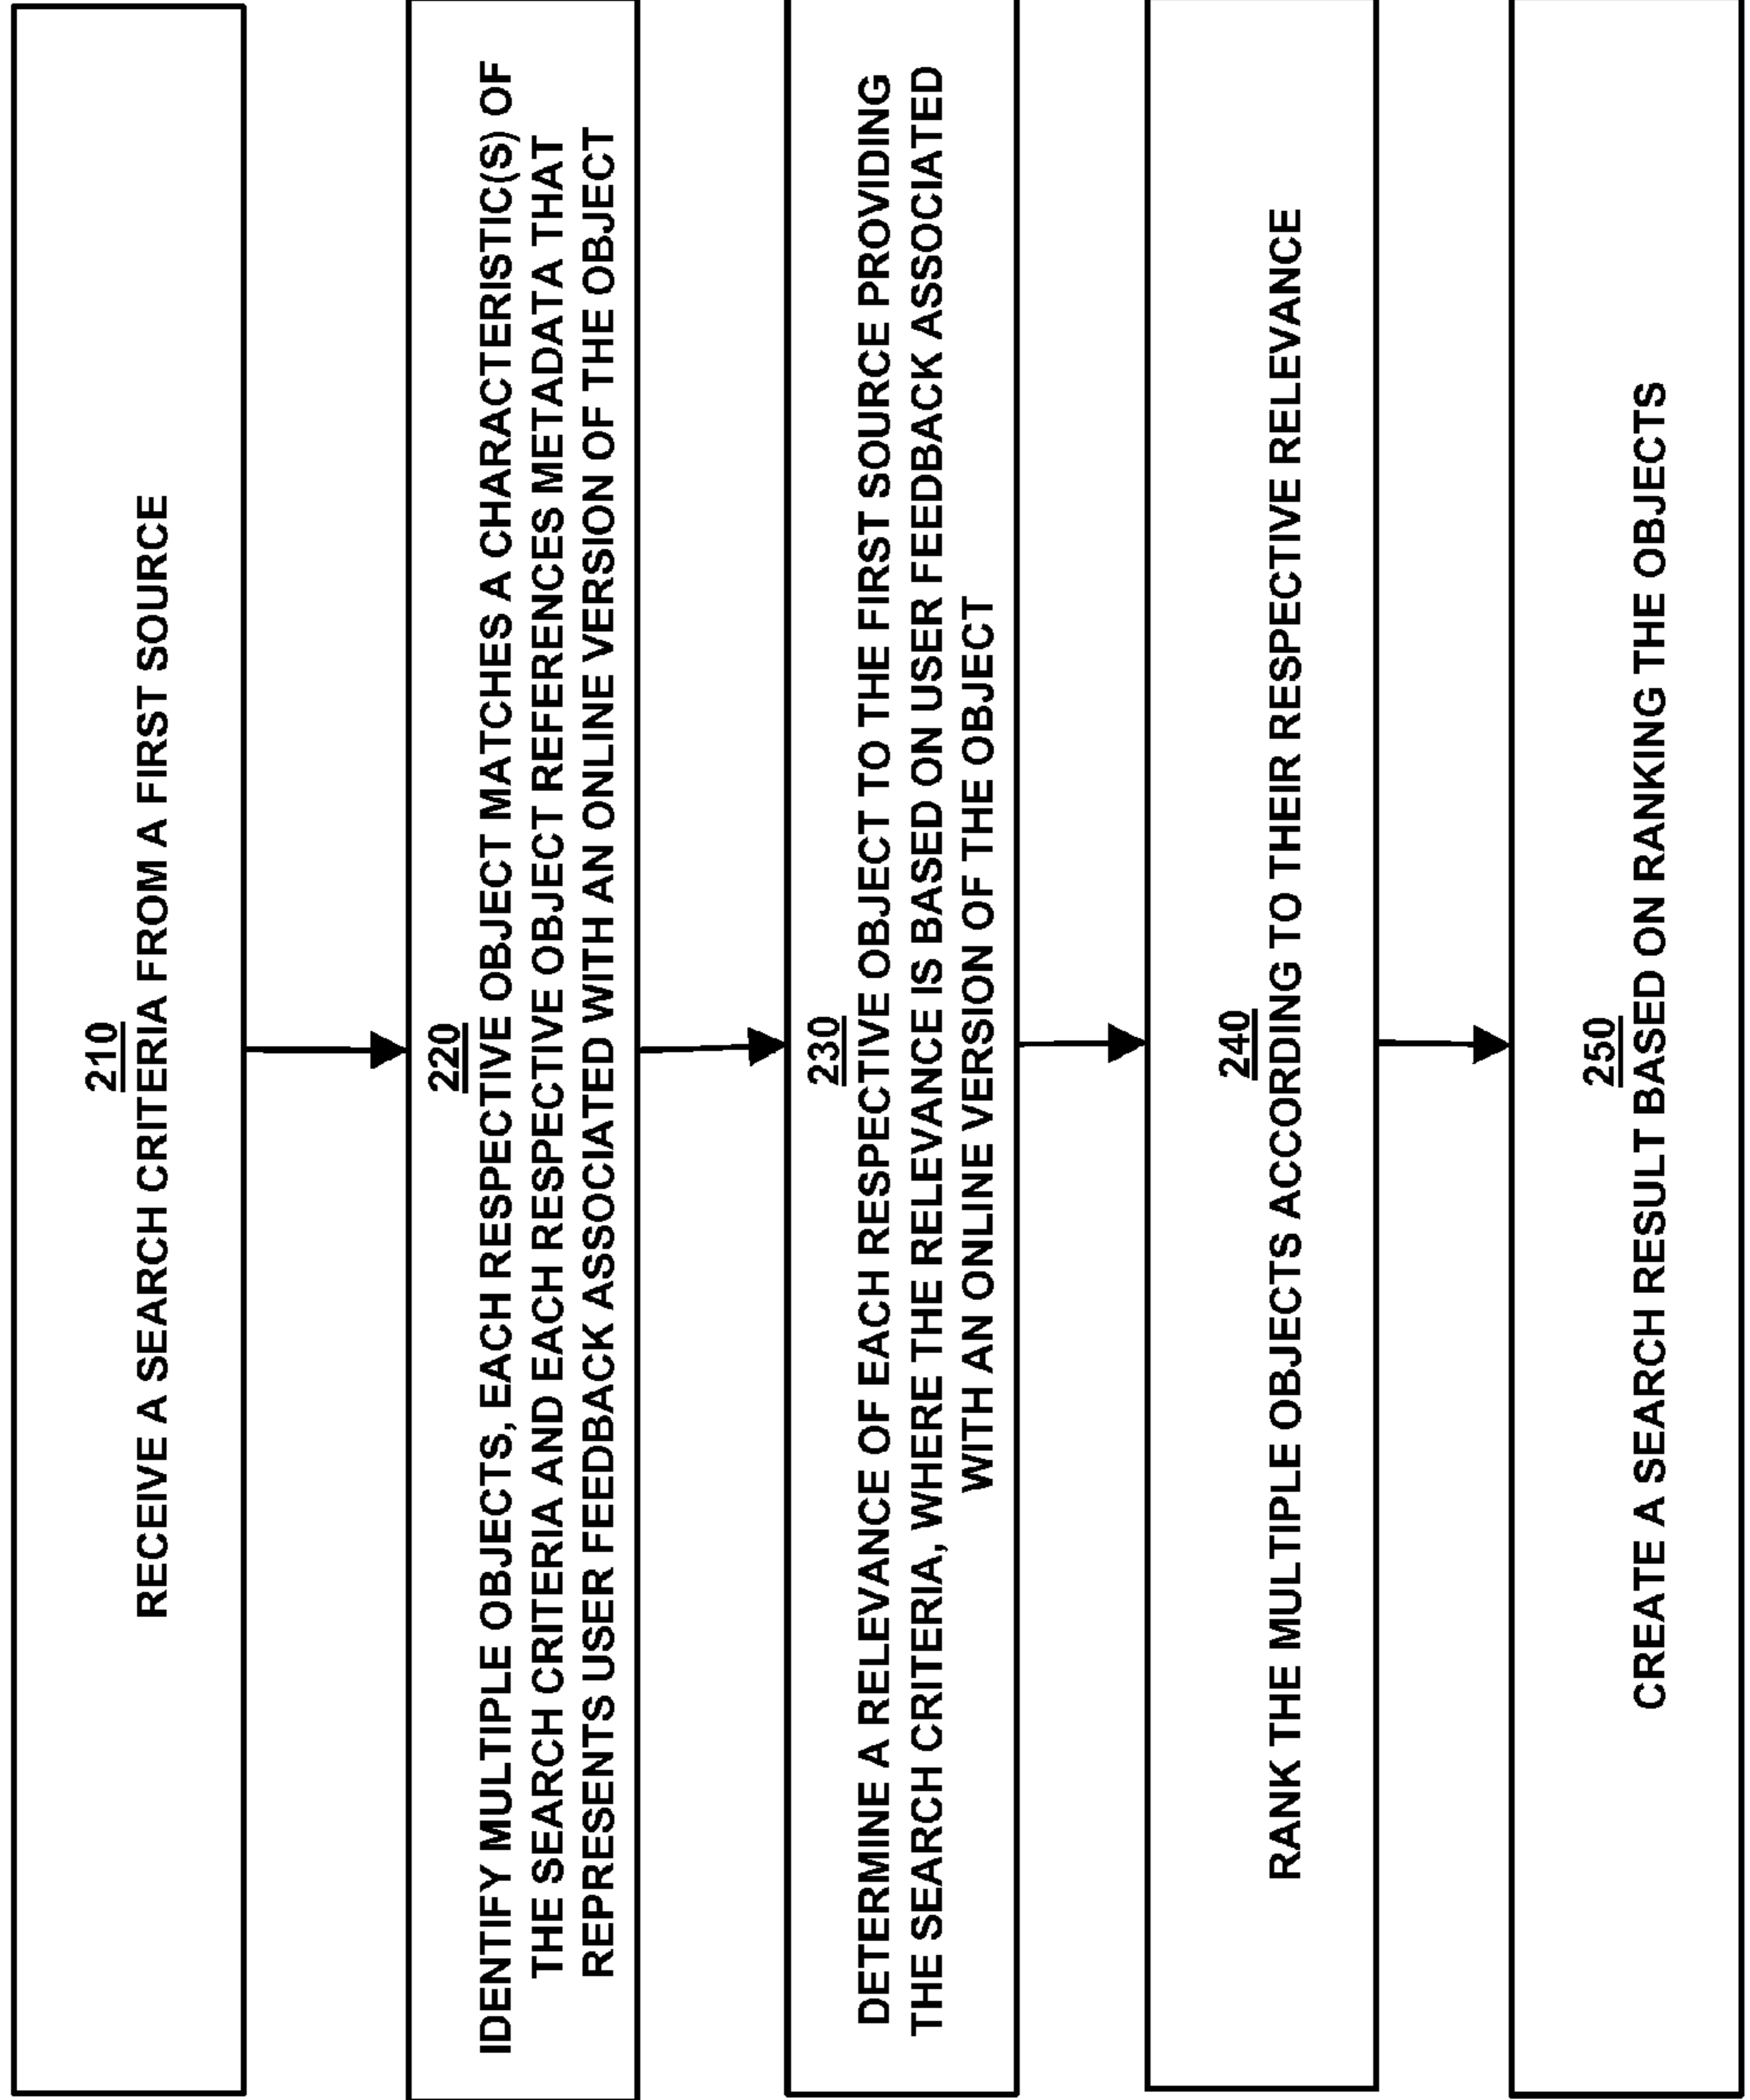 210
RECEIVE A SEARCH CRITERIA FROM A FIRST SOURCE
220
IDENTIFY MULTIPLE OBJECTS, EACH RESPECTIVE OBJECT MATCHES A CHARACTERISTIC(S) OF
THE SEARCH CRITERIA AND EACH RESPECTIVE OBJECT REFERENCES METADATA THAT
REPRESENTS USER FEEDBACK ASSOCIATED WITH AN ONLINE VERSION OF THE OBJECT
230
DETERMINE A RELEVANCE OF EACH RESPECTIVE OBJECT TO THE FIRST SOURCE PROVIDING
THE SEARCH CRITERIA, WHERE THE RELEVANCE IS BASED ON USER FEEDBACK ASSOCIATED
WITH AN ONLINE VERSION OF THE OBJECT
240
RANK THE MULTIPLE OBJECTS ACCORDING TO THEIR RESPECTIVE RELEVANCE
250
CREATE A SEARCH RESULT BASED ON RANKING THE OBJECTS